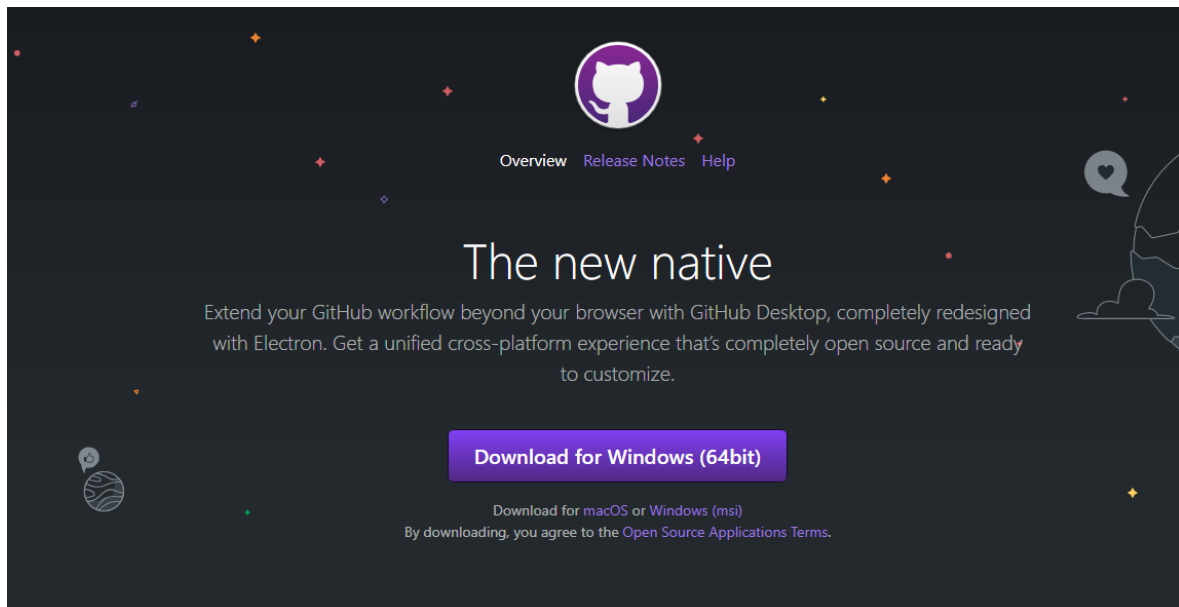 Overview Release Notes Help
The new native
Extend your GitHub workflow beyond your browser with GitHub Desktop, completely redesigned
with Electron. Get a unified cross-platform experience that's completely open source and ready
to customize.
Download for Windows (64bit)
Download for macOS or Windows (msi)
By downloading, you agree to the Open Source Applications Terms.